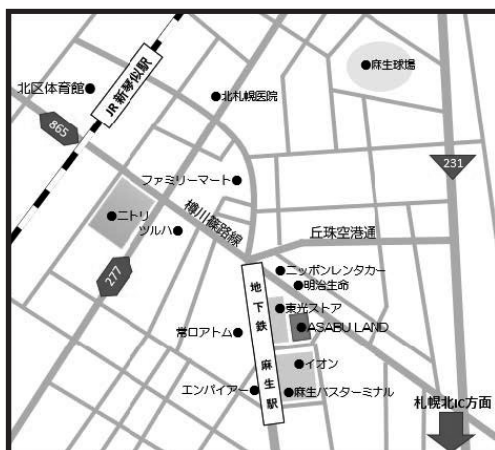 麻生球場
北区体育館
JR 新琴似駅
北札幌医院
865
231
ファミリーマート
樽川篠路線
ニトリ
ツルハ
丘珠空港通
277
ニッポンレンタカー
明治生命
地下鉄 麻生駅
東光ストア
ASABU LAND
常口アトム
イオン
エンパイアー
麻生バスターミナル
札幌北IC方面